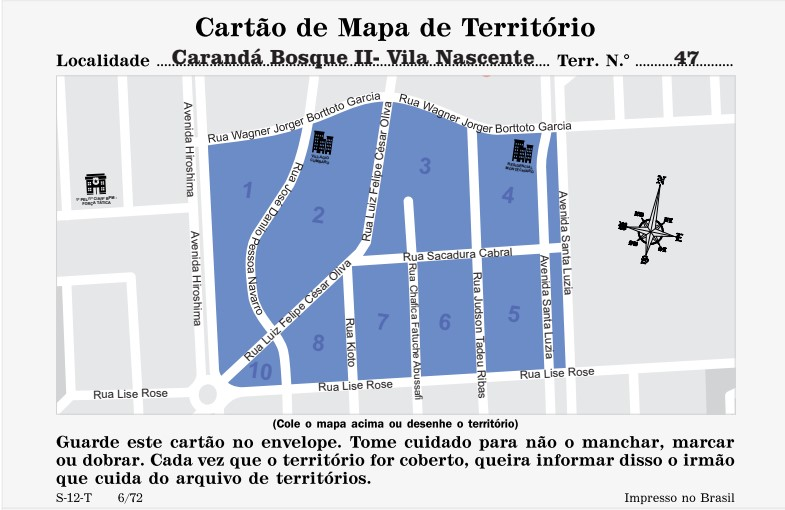 Cartão de Mapa de Território
Localidade Carandá Bosque II- Vila Nascente Terr. N.° 47
Rua Wagner Jorger Borttoto Garcia
Rua Wagner Jorger Borttoto Garcia
Avenida Hiroshima
Avenida Hiroshima
Rua Jose Danilo Pessoa Navarro
Rua Luiz Felipe César Oliva
Rua Luiz Felipe César Oliva
Rua Sacadura Cabral
Avenida Santa Luzia
Avenida Santa Luzia
Rua Kioto
Rua Chafica Fatuche Abussafi
Rua Judson Tadeu Ribas
Rua Lise Rose
Rua Lise Rose
Rua Lise Rose
1
2
3
4
5
6
7
8
10
N
E
S
(Cole o mapa acima ou desenhe o território)
Guarde este cartão no envelope. Tome cuidado para não o manchar, marcar
ou dobrar. Cada vez que o território for coberto, queira informar disso o irmão
que cuida do arquivo de territórios.
S-12-T 6/72
Impresso no Brasil